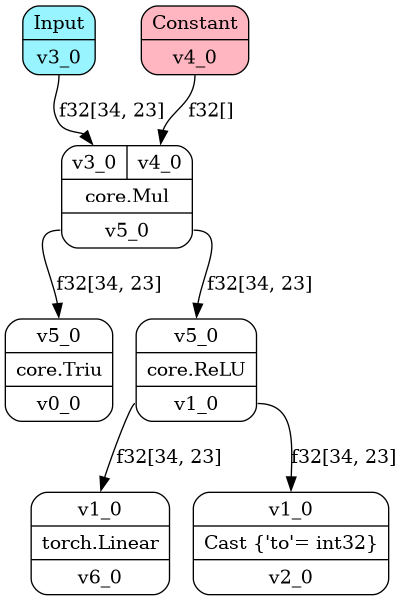 Input
v3_0
Constant
v4_0
f32[34, 23]
f32[]
v3_0 v4_0
core.Mul
v5_0
f32[34, 23]
f32[34, 23]
v5_0
core.Triu
v0_0
v5_0
core.ReLU
v1_0
f32[34, 23]
f32[34, 23]
v1_0
torch.Linear
v6_0
v1_0
Cast {'to'= int32}
v2_0